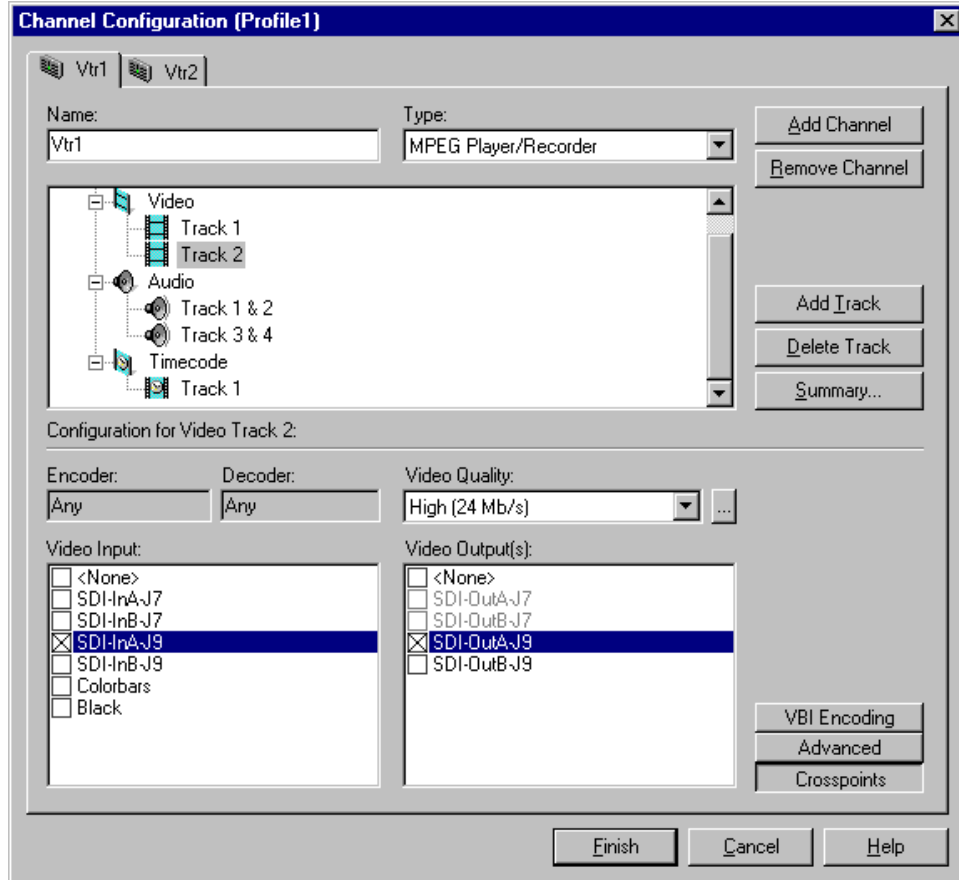 Channel Configuration (Profile1)
Vtr1 Vtr2
Name: Type:
Vtr1 MPEG Player/Recorder
Add Channel
Remove Channel
Video
Track 1
Track 2
Audio
Track 1 & 2
Track 3 & 4
Timecode
Track 1
Add Track
Delete Track
Summary...
Configuration for Video Track 2:
Encoder: Decoder: Video Quality:
Any Any High (24 Mb/s) ...
Video Input:
<None>
SDI-InA-J7
SDI-InB-J7
SDI-InA-J9
SDI-InB-J9
Colorbars
Black
Video Output(s):
<None>
SDI-OutA-J7
SDI-OutB-J7
SDI-OutA-J9
SDI-OutB-J9
VBI Encoding
Advanced
Crosspoints
Finish Cancel Help